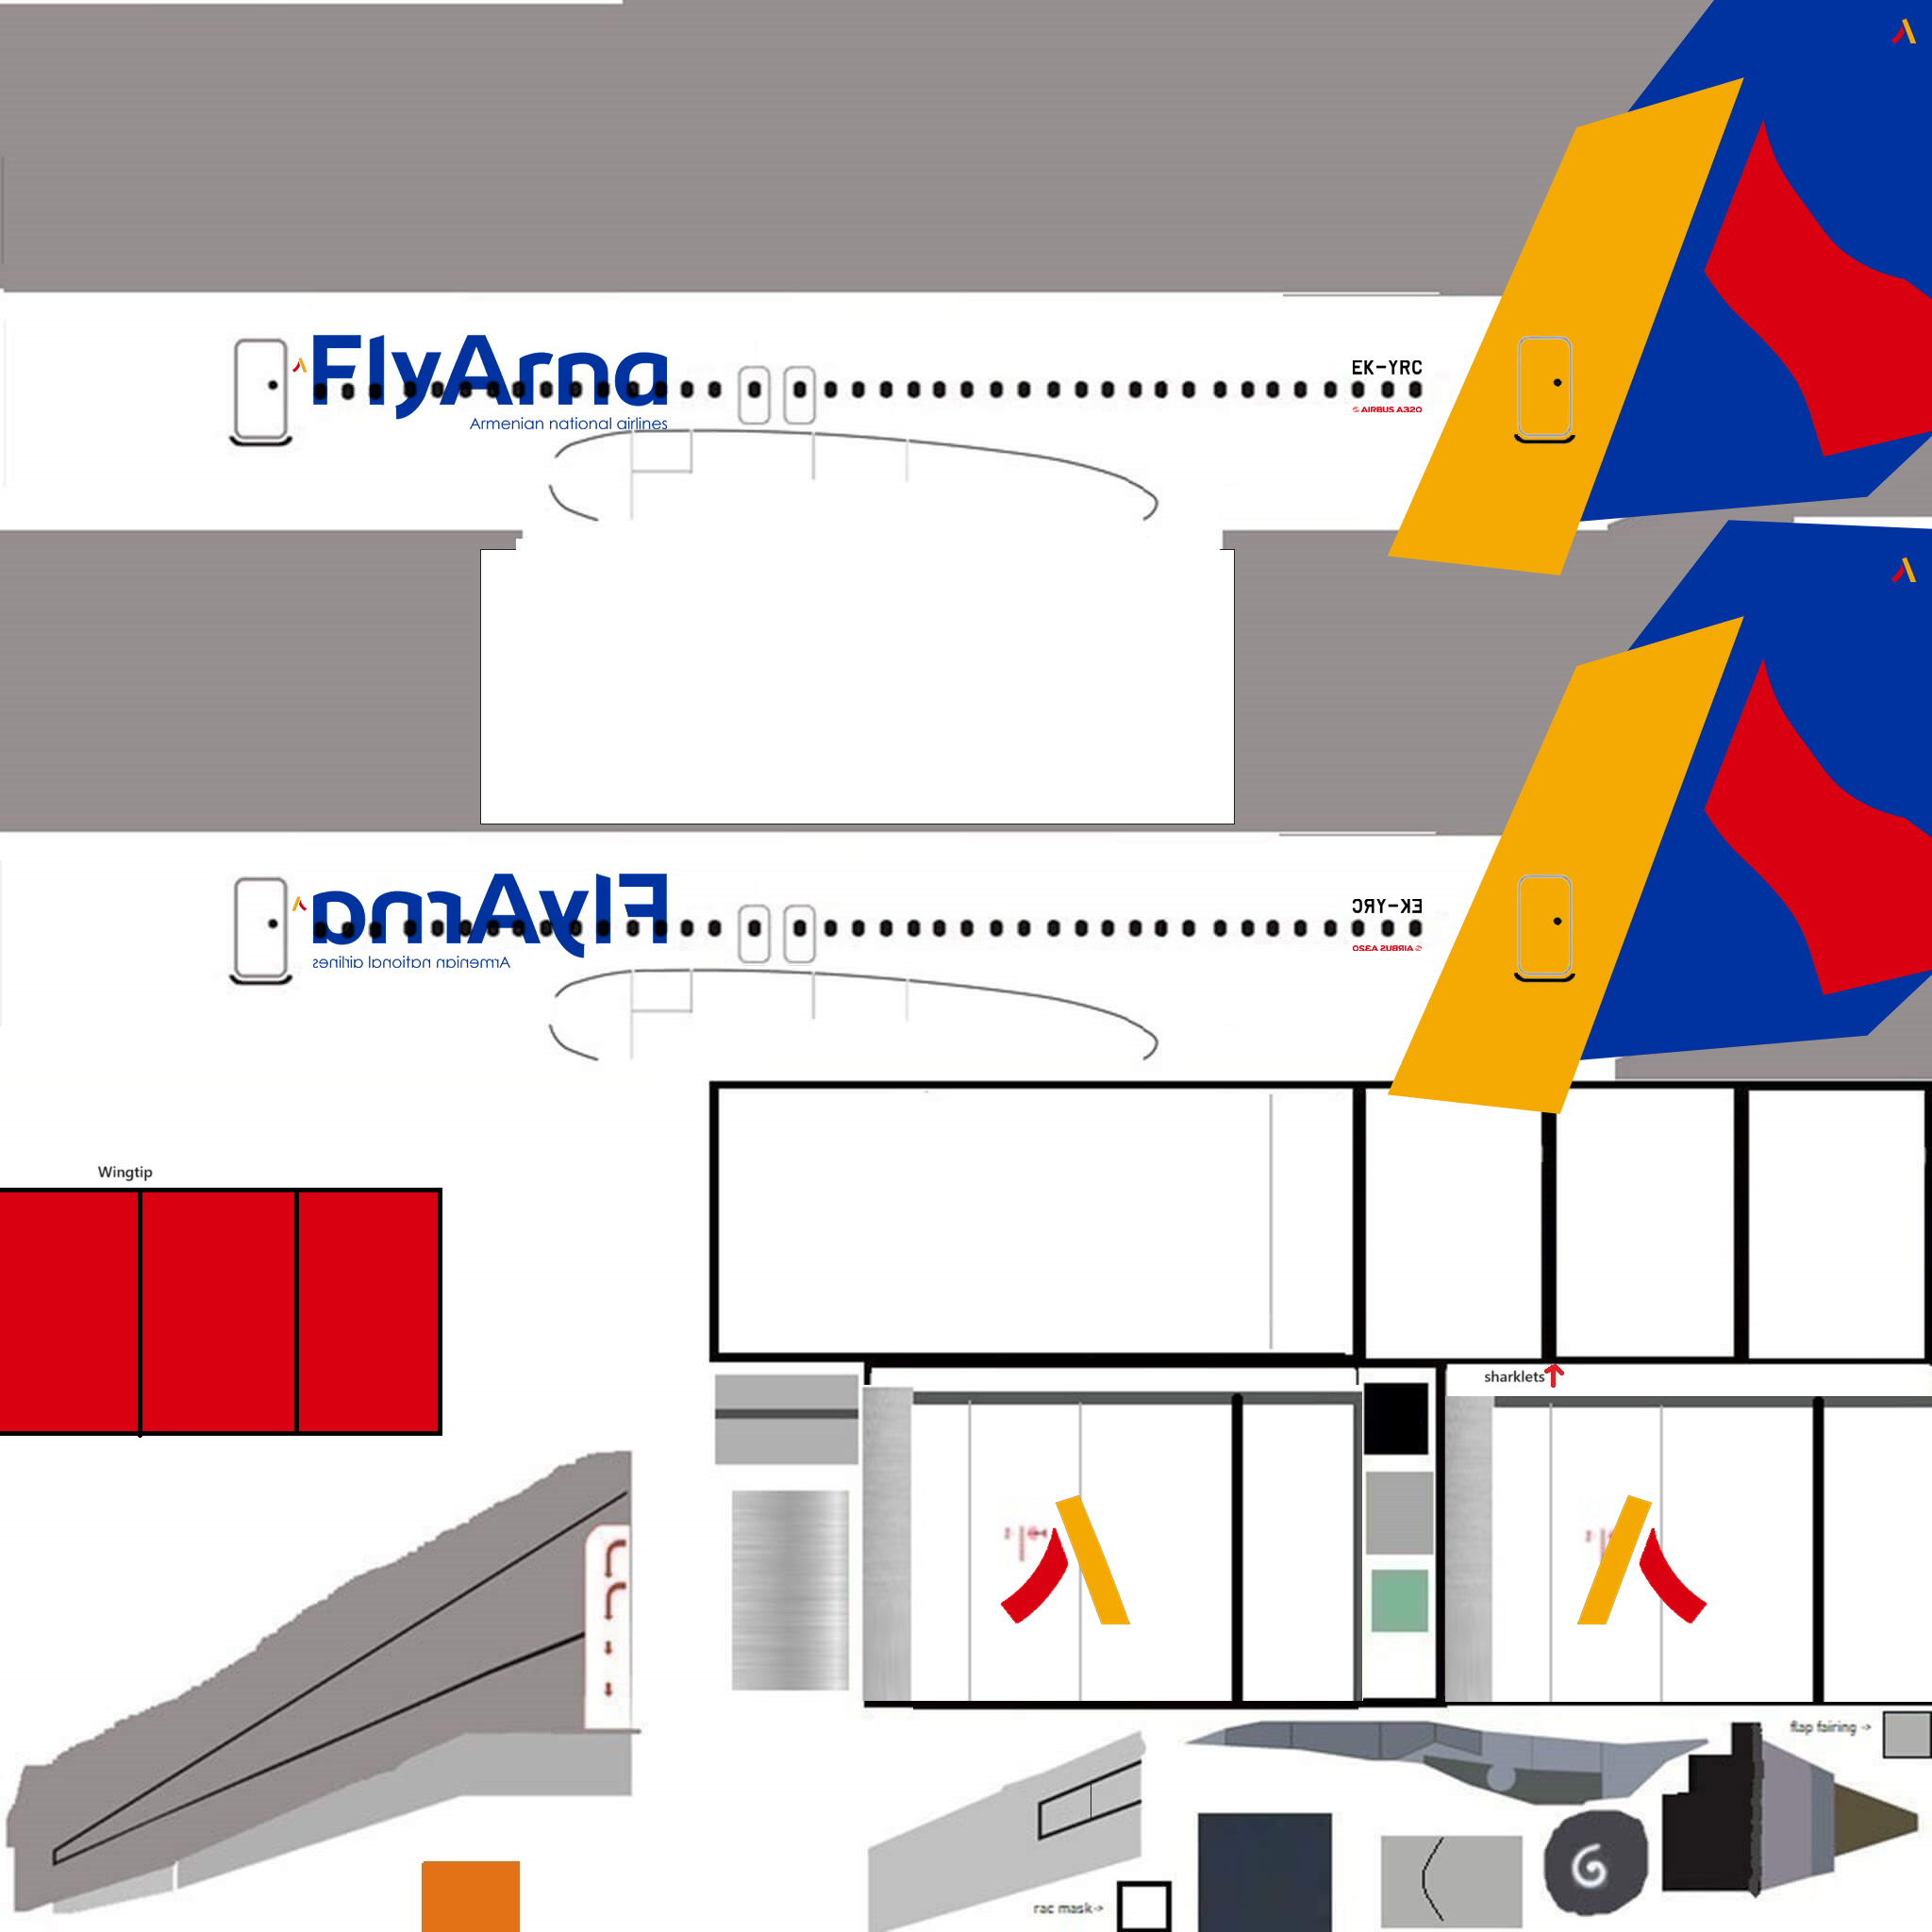 FlyArna
Armenian national airlines
EK-YRC
AIRBUS A320
FlyArna
Armenian national airlines
EK-YRC
AIRBUS A320
Wingtip
sharklets
flap fairing ->
rac mask->